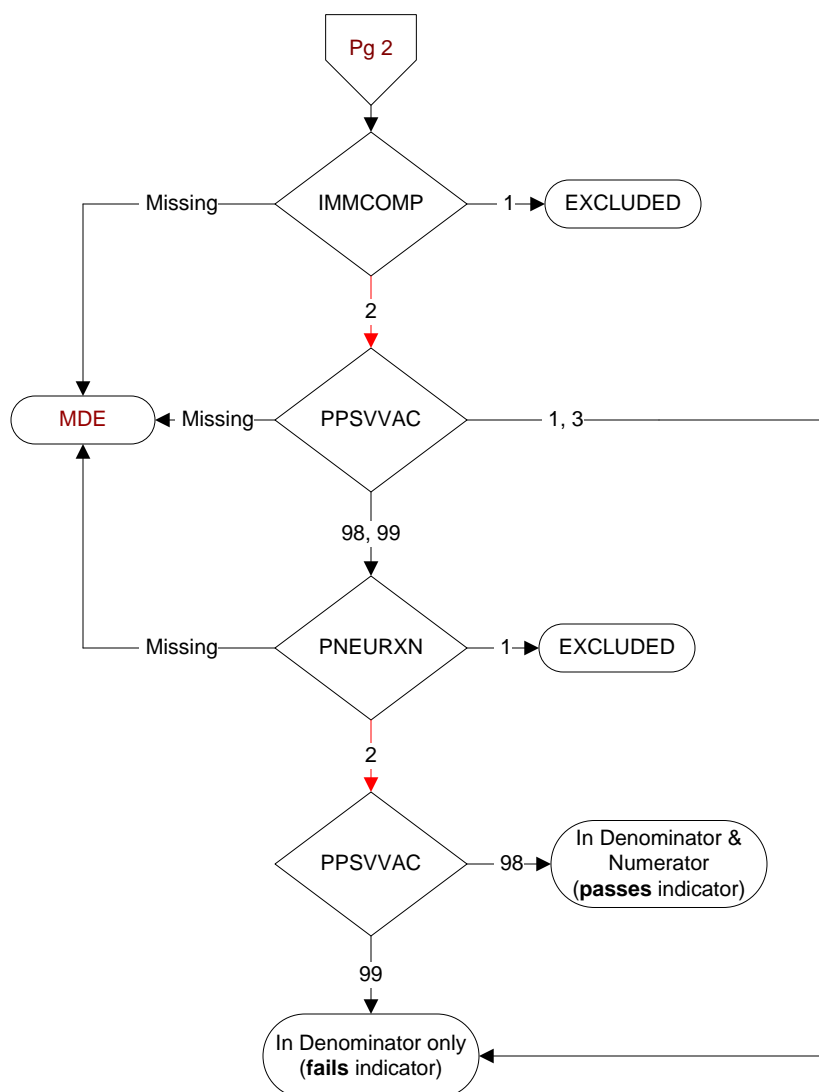 Pg 2
Missing
IMMCOMP
1
EXCLUDED
2
MDE
Missing
PPSVVAC
1, 3
98, 99
Missing
PNEURXN
1
EXCLUDED
2
PPSVVAC
98
In Denominator &
Numerator
(passes indicator)
99
In Denominator only
(fails indicator)